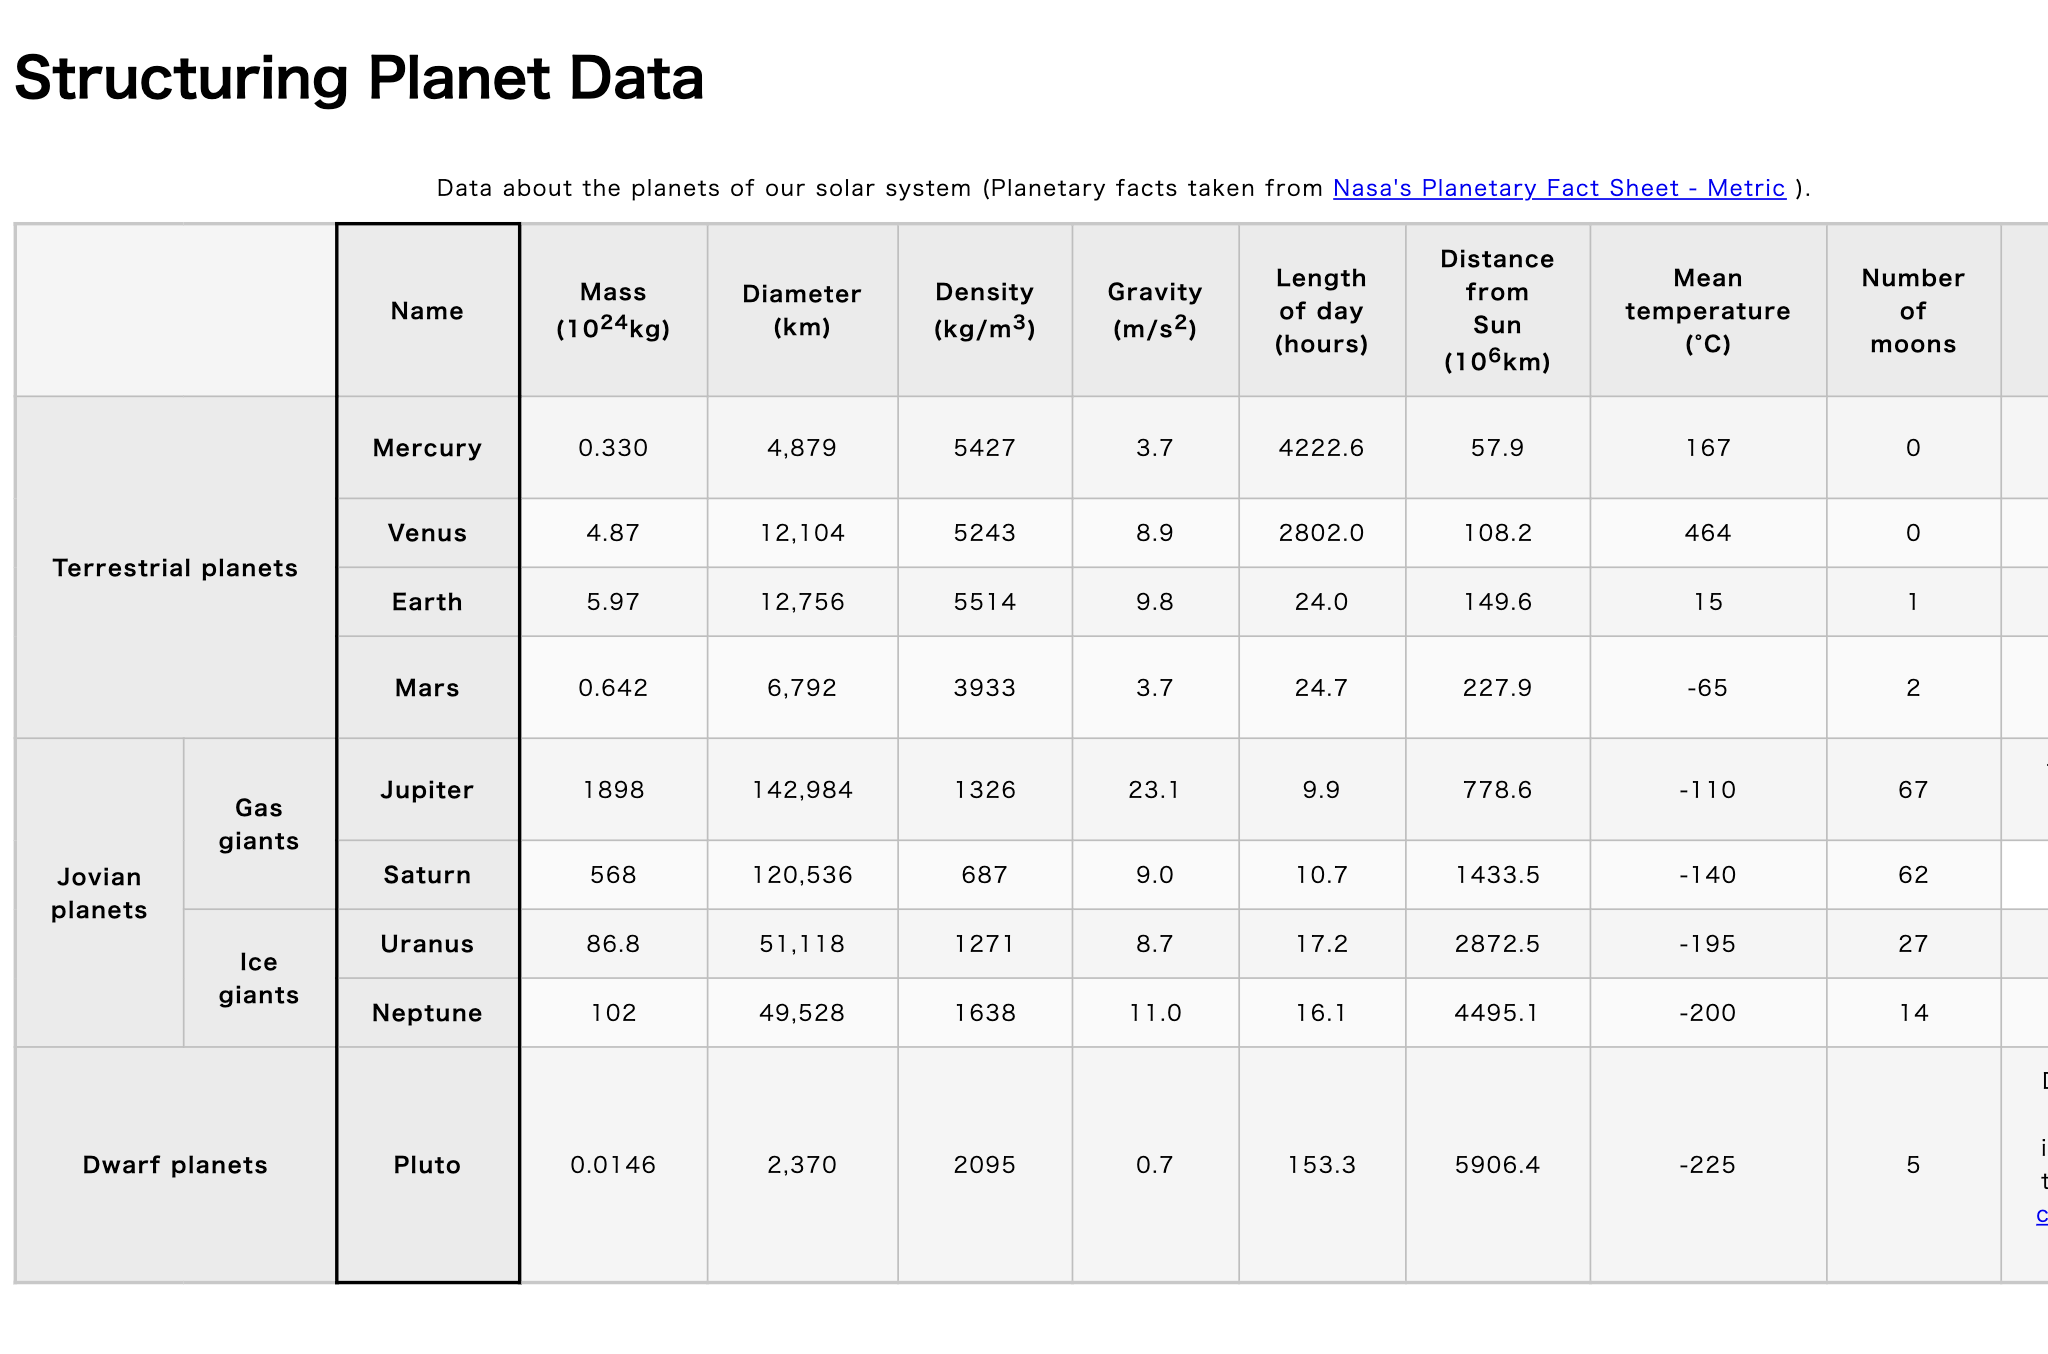 Structuring Planet Data
Data about the planets of our solar system (Planetary facts taken from Nasa's Planetary Fact Sheet - Metric ).
Name
Mass
(10²⁴kg)
Diameter
(km)
Density
(kg/m³)
Gravity
(m/s²)
Length
of day
(hours)
Distance
from
Sun
(10⁶km)
Mean
temperature
(°C)
Number
of
moons
Terrestrial planets
Mercury 0.330 4,879 5427 3.7 4222.6 57.9 167 0
Venus 4.87 12,104 5243 8.9 2802.0 108.2 464 0
Earth 5.97 12,756 5514 9.8 24.0 149.6 15 1
Mars 0.642 6,792 3933 3.7 24.7 227.9 -65 2
Jovian
planets
Gas
giants
Jupiter 1898 142,984 1326 23.1 9.9 778.6 -110 67
Saturn 568 120,536 687 9.0 10.7 1433.5 -140 62
Ice
giants
Uranus 86.8 51,118 1271 8.7 17.2 2872.5 -195 27
Neptune 102 49,528 1638 11.0 16.1 4495.1 -200 14
Dwarf planets
Pluto 0.0146 2,370 2095 0.7 153.3 5906.4 -225 5